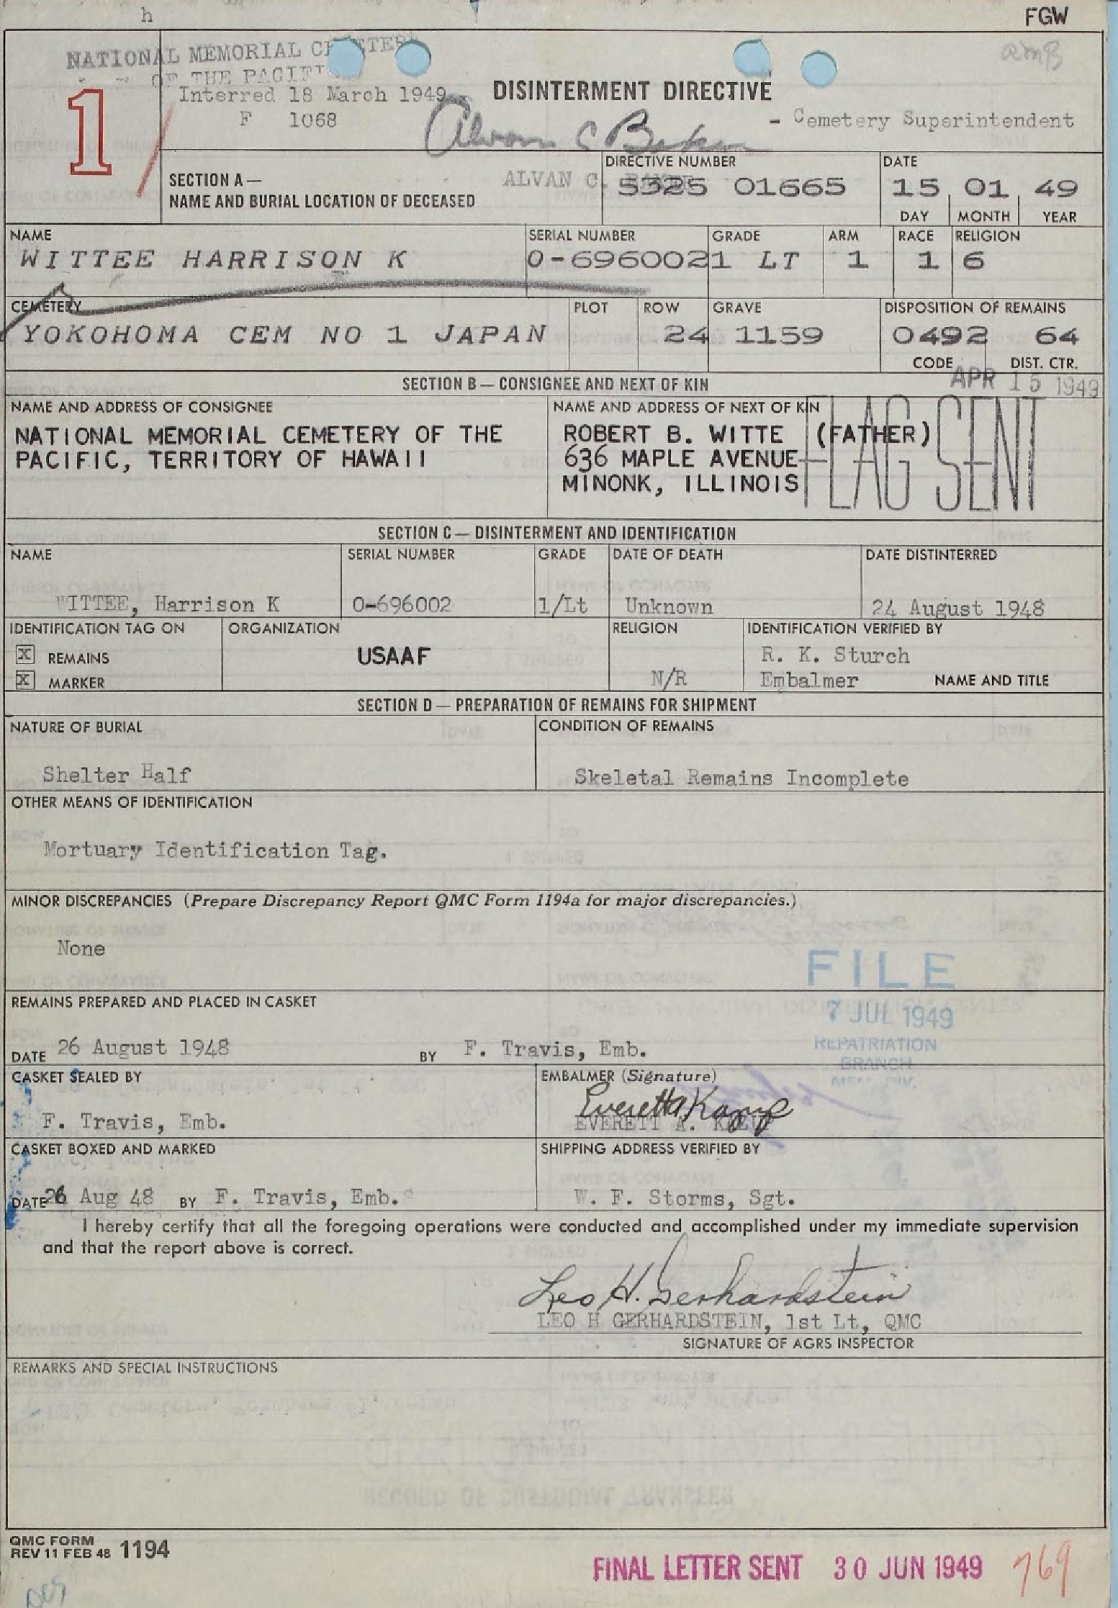 h
FGW
NATIONAL MEMORIAL CEMETERY
OF THE PACIFIC
Interred 18 March 1949
F 1068
1
DISINTERMENT DIRECTIVE
- Cemetery Superintendent
ALVAN C.
SECTION A—
NAME AND BURIAL LOCATION OF DECEASED
DIRECTIVE NUMBER
5325 01665
DATE
15 01 49
DAY MONTH YEAR
NAME
WITTEE HARRISON K
SERIAL NUMBER
O-696002
GRADE
1 LT
ARM
1
RACE
1
RELIGION
6
CEMETERY
YOKOHOMA CEM NO 1 JAPAN
PLOT
ROW
24
GRAVE
1159
DISPOSITION OF REMAINS
0492 64
CODE DIST. CTR.
APR 15 1949
SECTION B — CONSIGNEE AND NEXT OF KIN
NAME AND ADDRESS OF CONSIGNEE
NATIONAL MEMORIAL CEMETERY OF THE
PACIFIC, TERRITORY OF HAWAII
NAME AND ADDRESS OF NEXT OF KIN
ROBERT B. WITTE (FATHER)
636 MAPLE AVENUE
MINONK, ILLINOIS
FLAG SENT
SECTION C — DISINTERMENT AND IDENTIFICATION
NAME
WITTEE, Harrison K
SERIAL NUMBER
0-696002
GRADE
1/Lt
DATE OF DEATH
Unknown
DATE DISTINTERRED
24 August 1948
IDENTIFICATION TAG ON
X REMAINS
X MARKER
ORGANIZATION
USAAF
RELIGION
N/R
IDENTIFICATION VERIFIED BY
R. K. Sturch
Embalmer NAME AND TITLE
SECTION D — PREPARATION OF REMAINS FOR SHIPMENT
NATURE OF BURIAL
Shelter Half
CONDITION OF REMAINS
Skeletal Remains Incomplete
OTHER MEANS OF IDENTIFICATION
Mortuary Identification Tag.
MINOR DISCREPANCIES (Prepare Discrepancy Report QMC Form 1194a for major discrepancies.)
None
FILE
7 JUL 1949
REPATRIATION
BRANCH
MEM. DIV.
REMAINS PREPARED AND PLACED IN CASKET
DATE 26 August 1948 BY F. Travis, Emb.
CASKET SEALED BY
F. Travis, Emb.
EMBALMER (Signature)
EVERETT A.
CASKET BOXED AND MARKED
DATE 26 Aug 48 BY F. Travis, Emb.
SHIPPING ADDRESS VERIFIED BY
W. F. Storms, Sgt.
I hereby certify that all the foregoing operations were conducted and accomplished under my immediate supervision
and that the report above is correct.
Leo H. Gerhardstein
LEO H GERHARDSTEIN, 1st Lt, QMC
SIGNATURE OF AGRS INSPECTOR
REMARKS AND SPECIAL INSTRUCTIONS
QMC FORM
REV 11 FEB 48 1194
FINAL LETTER SENT 30 JUN 1949
769